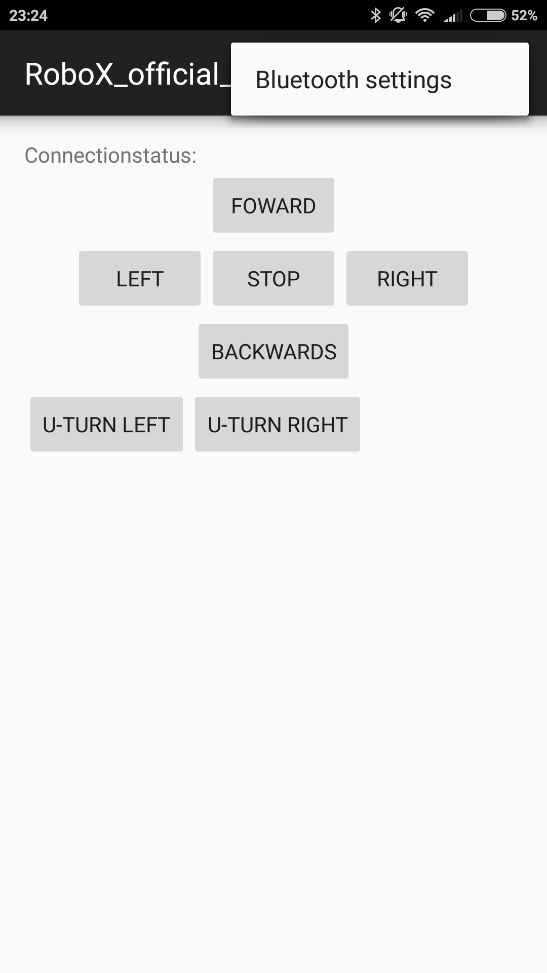 23:24
52%
RoboX_official_
Bluetooth settings
Connectionstatus:
FOWARD
LEFT STOP RIGHT
BACKWARDS
U-TURN LEFT U-TURN RIGHT